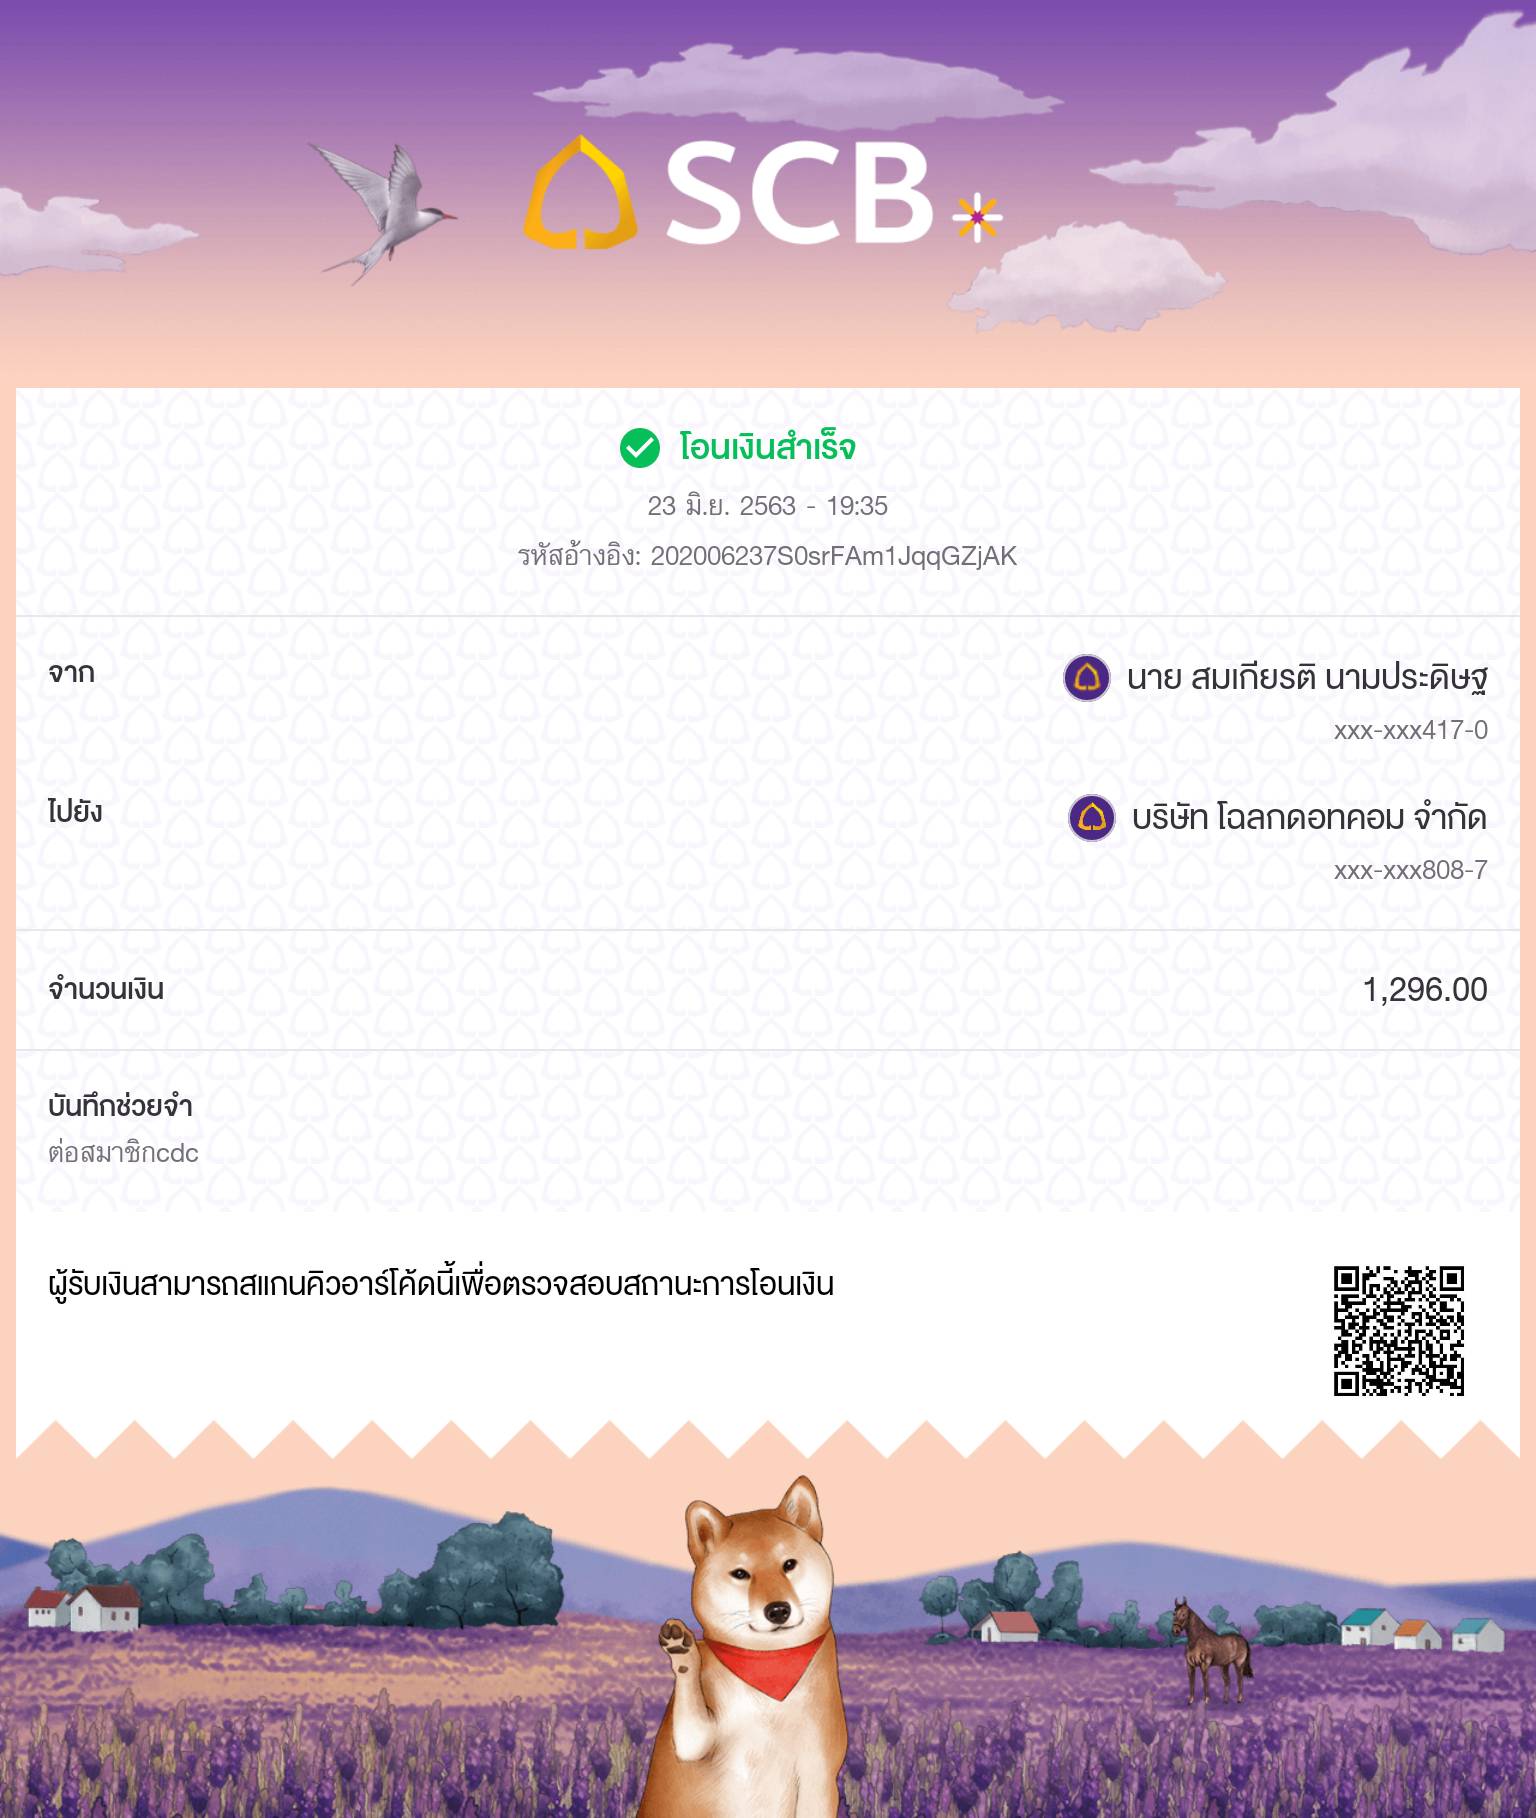 SCB
โอนเงินสำเร็จ
23 มิ.ย. 2563 - 19:35
รหัสอ้างอิง: 202006237S0srFAm1JqqGZjAK
จาก
นาย สมเกียรติ นามประดิษฐ
xxx-xxx417-0
ไปยัง
บริษัท โฉลกดอทคอม จำกัด
xxx-xxx808-7
จำนวนเงิน
1,296.00
บันทึกช่วยจำ
ต่อสมาชิกcdc
ผู้รับเงินสามารถสแกนคิวอาร์โค้ดนี้เพื่อตรวจสอบสถานะการโอนเงิน